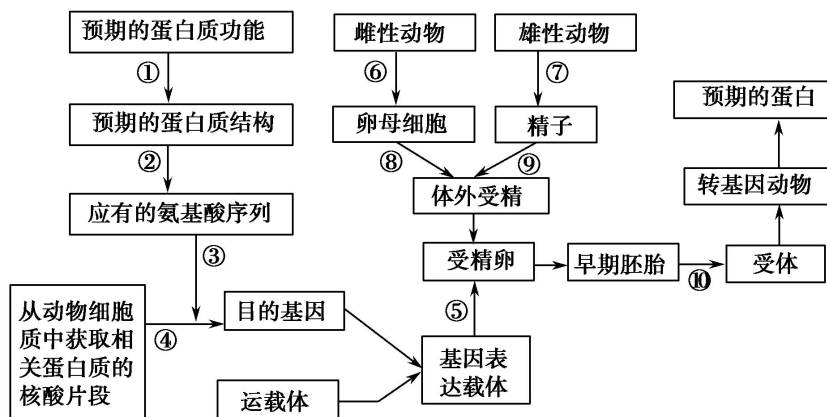 预期的蛋白质功能
①
预期的蛋白质结构
②
应有的氨基酸序列
③
从动物细胞
质中获取相
关蛋白质的
核酸片段
④
目的基因
运载体
基因表
达载体
⑤
雌性动物
雄性动物
⑥
⑦
卵母细胞
精子
⑧
⑨
体外受精
受精卵
早期胚胎
⑩
受体
转基因动物
预期的蛋白